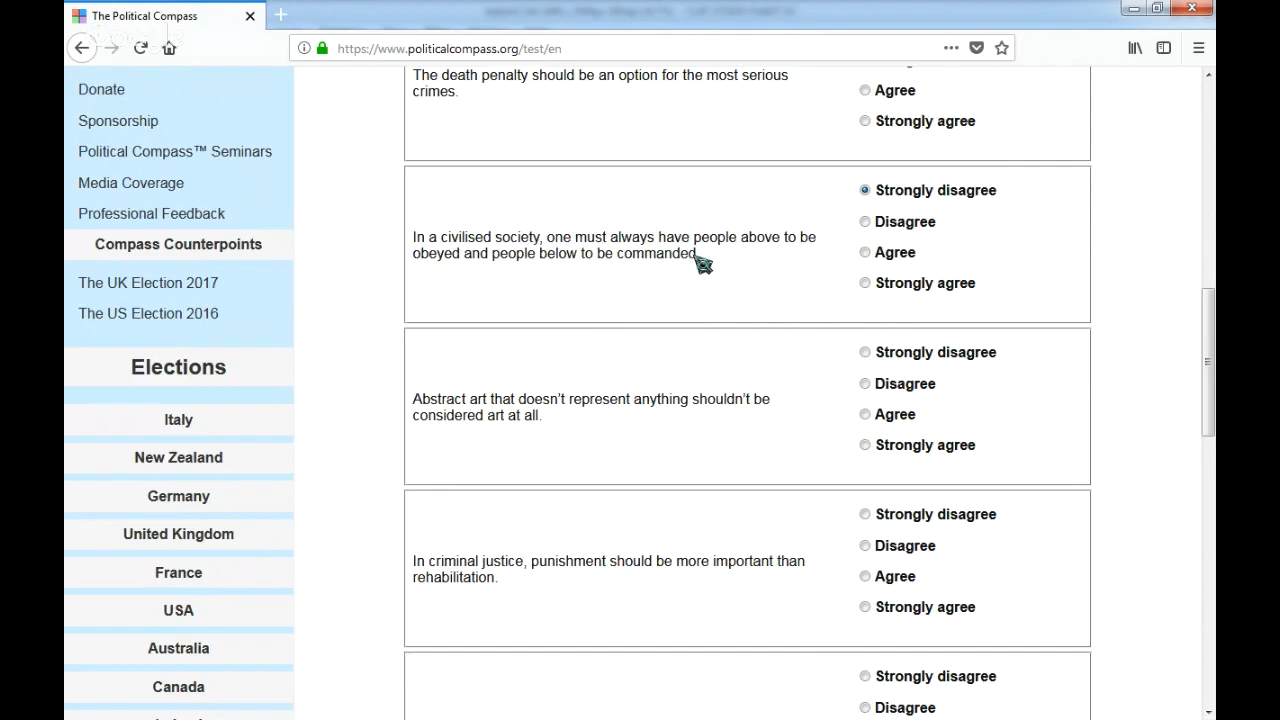 The Political Compass
https://www.politicalcompass.org/test/en
Donate
Sponsorship
Political Compass™ Seminars
Media Coverage
Professional Feedback
Compass Counterpoints
The UK Election 2017
The US Election 2016
Elections
Italy
New Zealand
Germany
United Kingdom
France
USA
Australia
Canada
The death penalty should be an option for the most serious
crimes.
Agree
Strongly agree
In a civilised society, one must always have people above to be
obeyed and people below to be commanded
Strongly disagree
Disagree
Agree
Strongly agree
Abstract art that doesn’t represent anything shouldn’t be
considered art at all.
Strongly disagree
Disagree
Agree
Strongly agree
In criminal justice, punishment should be more important than
rehabilitation.
Strongly disagree
Disagree
Agree
Strongly agree
Strongly disagree
Disagree